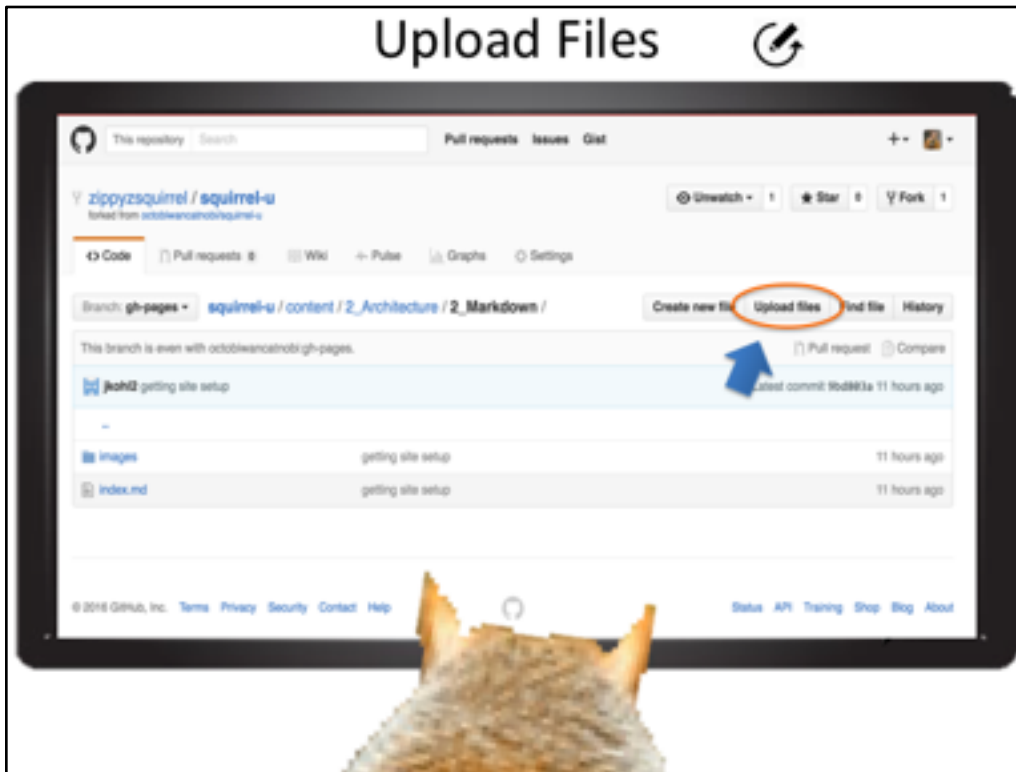 Upload Files
This repository Search Pull requests Issues Gist
zippyzsquirrel / squirrel-u Unwatch 1 Star 0 Fork 1
forked from octobiwancatnobi/squirrel-u
Code Pull requests 0 Wiki Pulse Graphs Settings
Branch: gh-pages squirrel-u / content / 2_Architecture / 2_Markdown / Create new file Upload files Find file History
This branch is even with octobiwancatnobi:gh-pages. Pull request Compare
jkohl2 getting site setup Latest commit 11 hours ago
..
images getting site setup 11 hours ago
index.md getting site setup 11 hours ago
© 2016 GitHub, Inc. Terms Privacy Security Contact Help Status API Training Shop Blog About